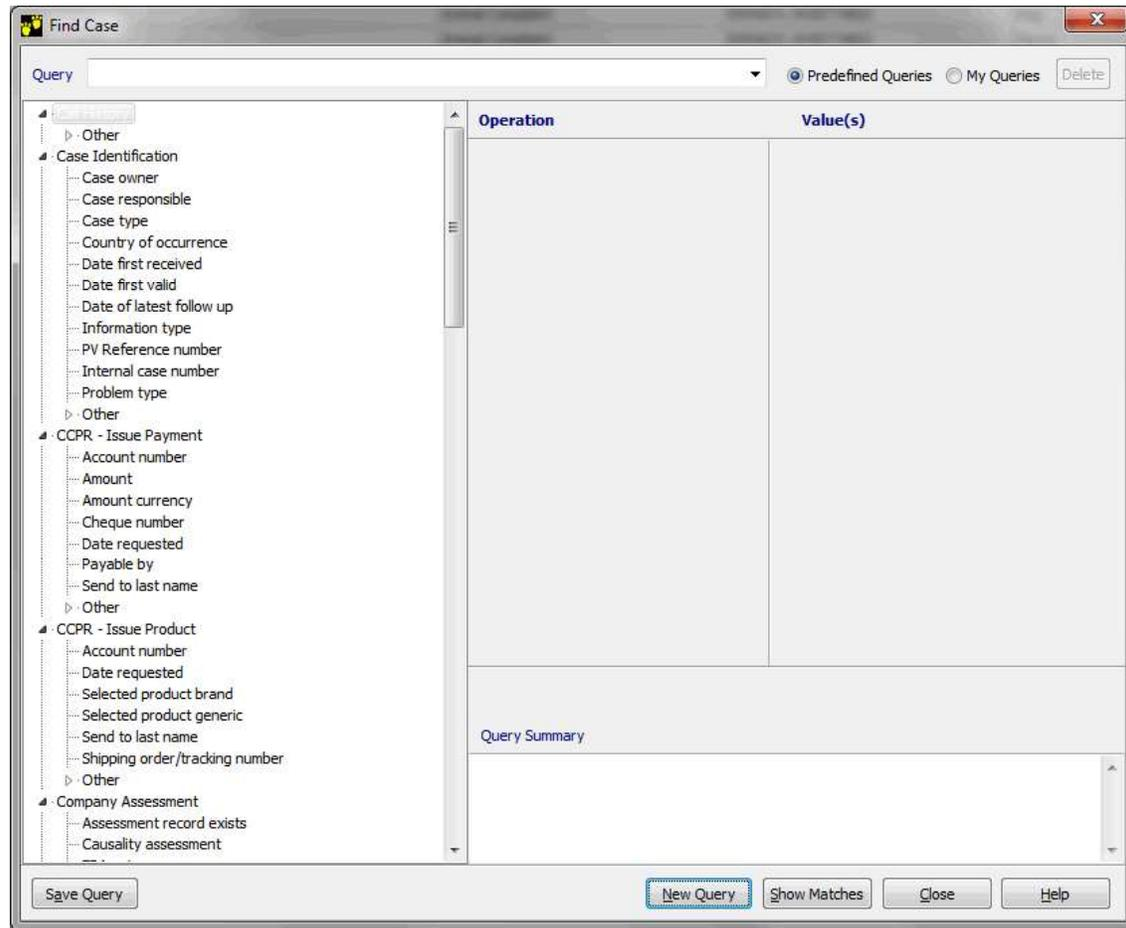 Find Case
Query
Predefined Queries
My Queries
Delete
Call History
Other
Case Identification
Case owner
Case responsible
Case type
Country of occurrence
Date first received
Date first valid
Date of latest follow up
Information type
PV Reference number
Internal case number
Problem type
Other
CCPR - Issue Payment
Account number
Amount
Amount currency
Cheque number
Date requested
Payable by
Send to last name
Other
CCPR - Issue Product
Account number
Date requested
Selected product brand
Selected product generic
Send to last name
Shipping order/tracking number
Other
Company Assessment
Assessment record exists
Causality assessment
Operation Value(s)
Query Summary
Save Query
New Query
Show Matches
Close
Help